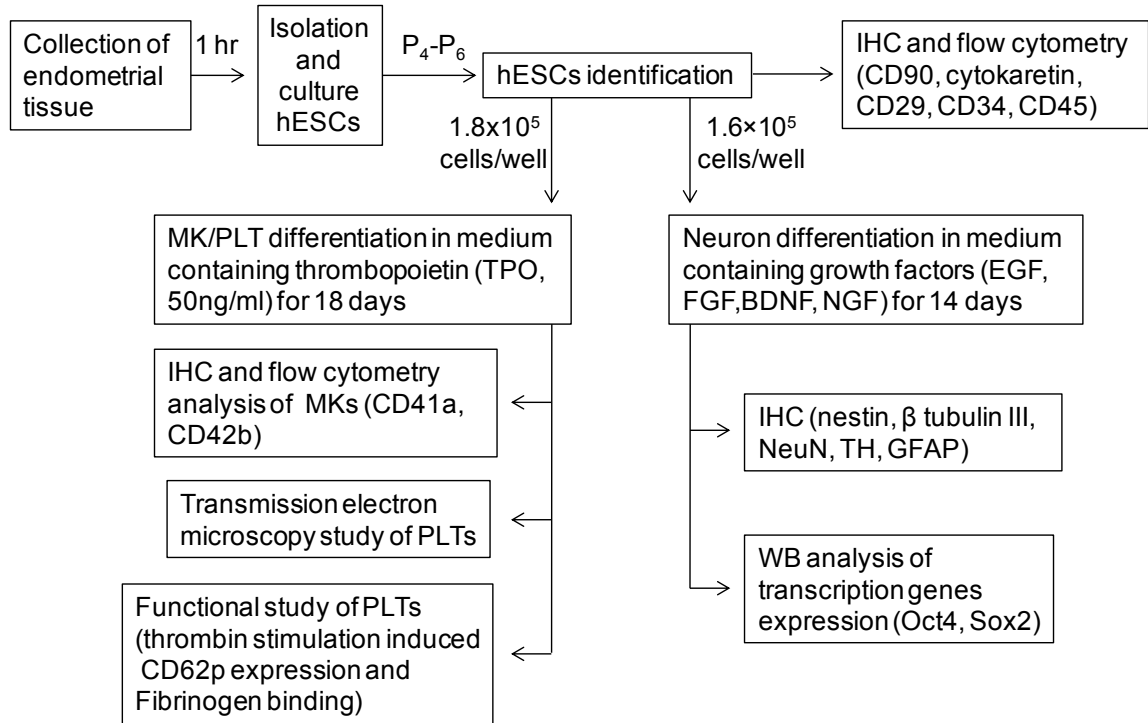 Collection of
endometrial
tissue
1 hr
Isolation
and
culture
hESCs
P₄-P₆
hESCs identification
IHC and flow cytometry
(CD90, cytokaretin,
CD29, CD34, CD45)
1.8x10⁵
cells/well
1.6×10⁵
cells/well
MK/PLT differentiation in medium
containing thrombopoietin (TPO,
50ng/ml) for 18 days
Neuron differentiation in medium
containing growth factors (EGF,
FGF,BDNF, NGF) for 14 days
IHC and flow cytometry
analysis of MKs (CD41a,
CD42b)
Transmission electron
microscopy study of PLTs
Functional study of PLTs
(thrombin stimulation induced
CD62p expression and
Fibrinogen binding)
IHC (nestin, β tubulin III,
NeuN, TH, GFAP)
WB analysis of
transcription genes
expression (Oct4, Sox2)